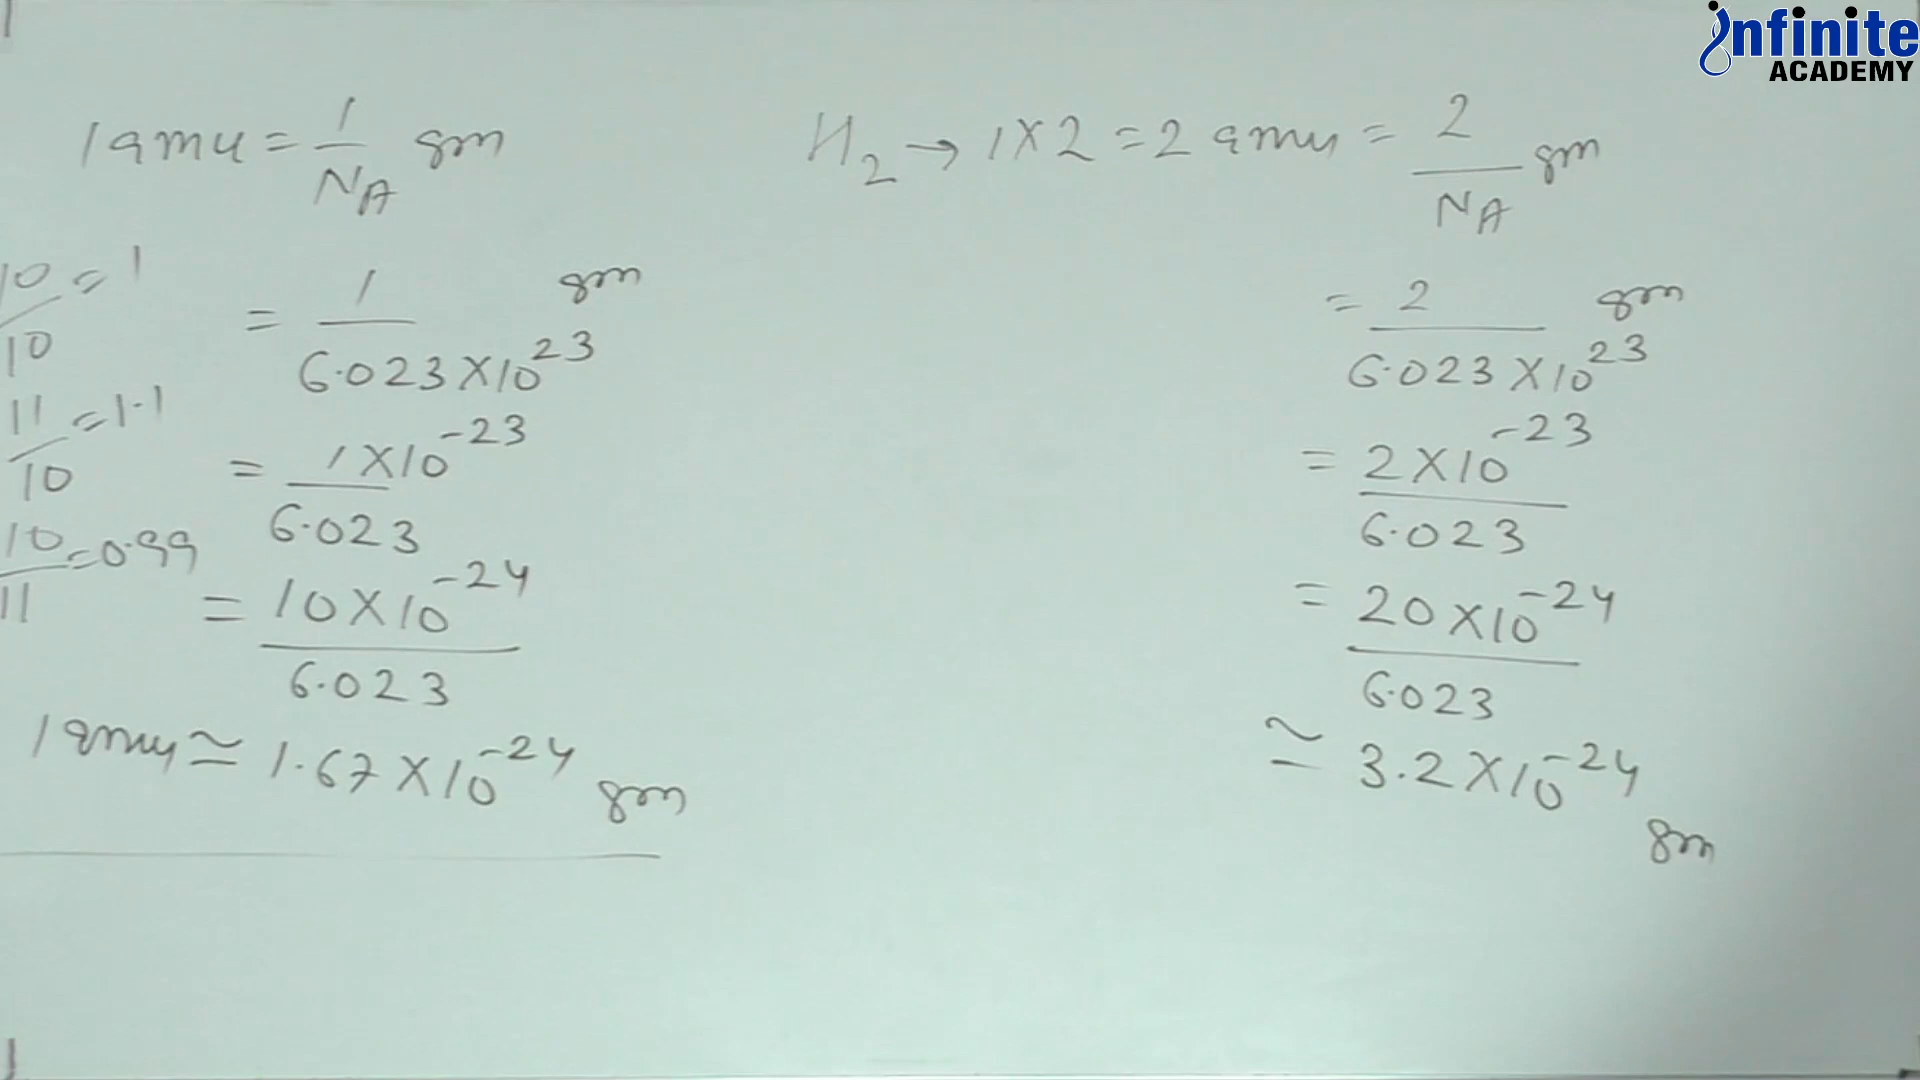 infinite
ACADEMY
1 amu = 1/N_A gm
= 1/6.023 × 10^23 gm
= 1 × 10^-23/6.023
= 10 × 10^-24/6.023
1 amu ≃ 1.67 × 10^-24 gm
10/10 = 1
11/10 = 1.1
10/11 = 0.99
H_2 → 1 × 2 = 2 amu = 2/N_A gm
= 2/6.023 × 10^23 gm
= 2 × 10^-23/6.023
= 20 × 10^-24/6.023
≃ 3.2 × 10^-24 gm